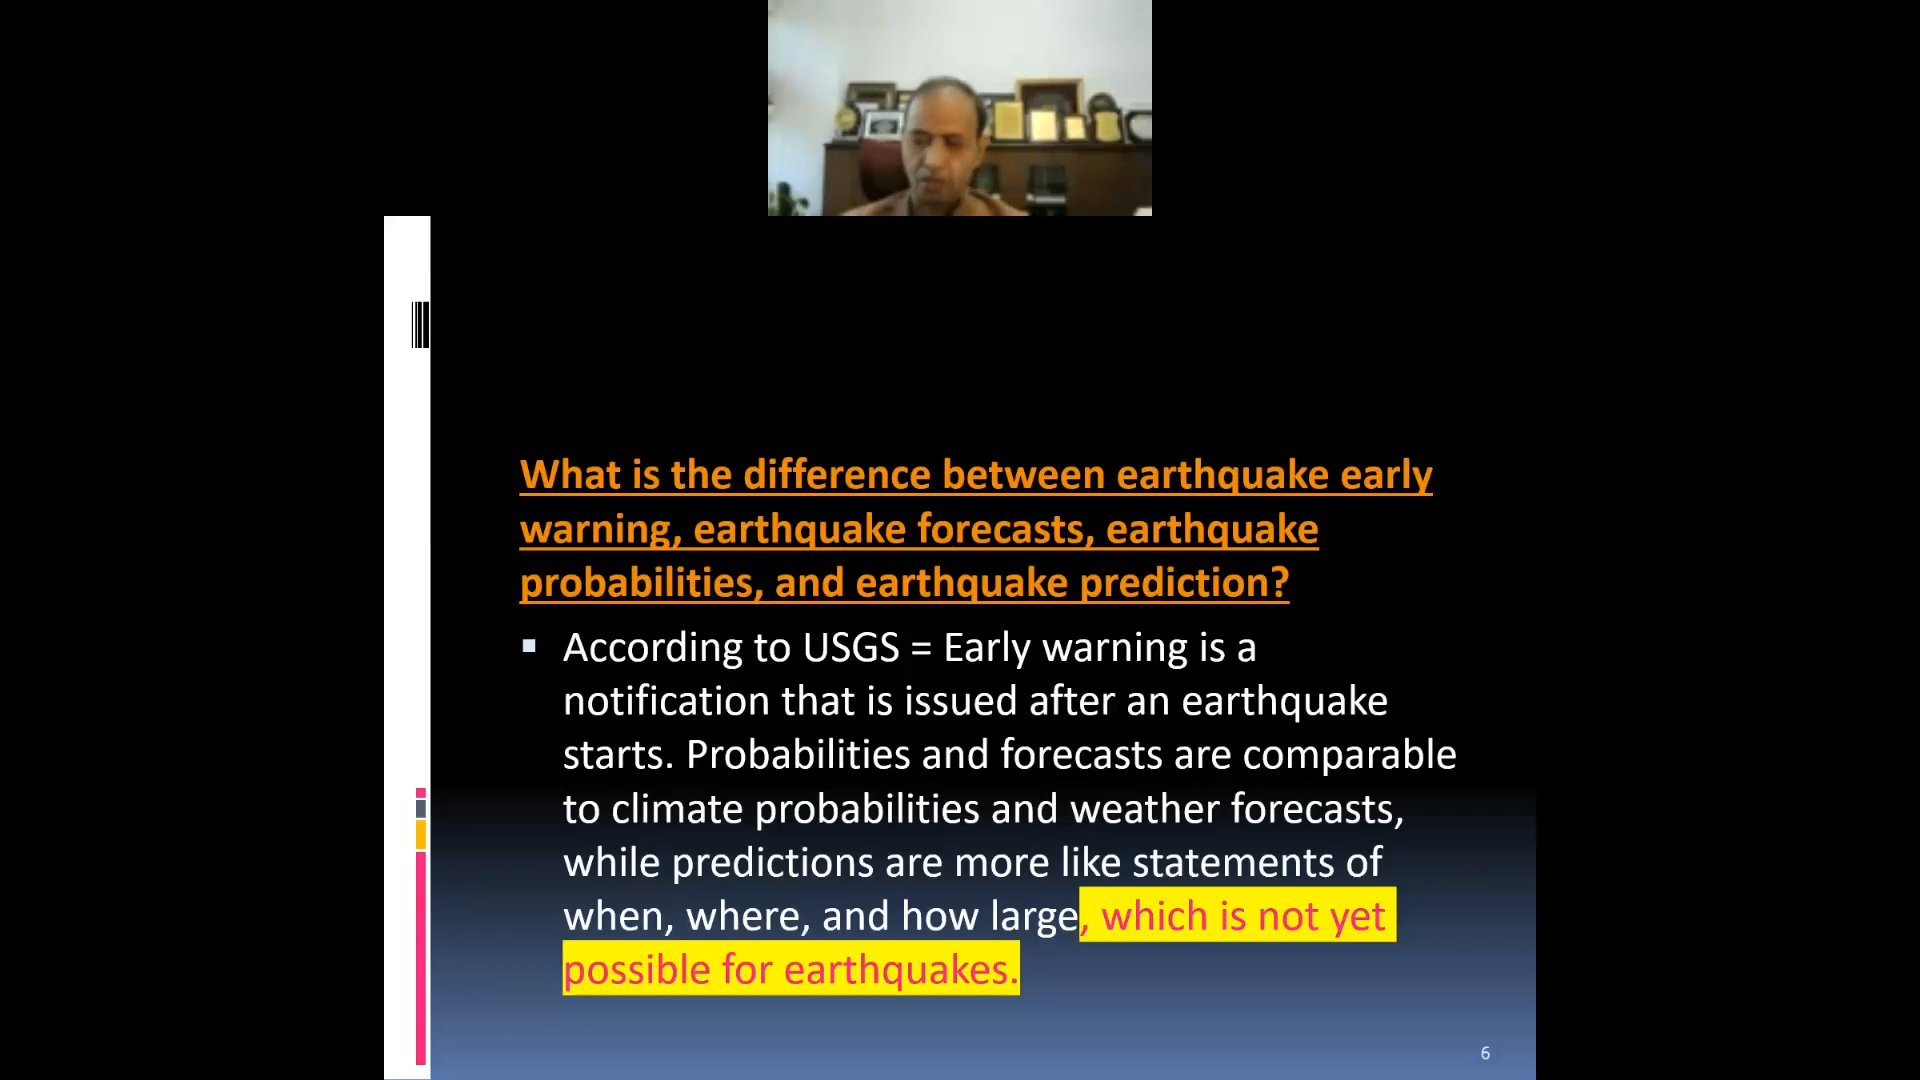 What is the difference between earthquake early
warning, earthquake forecasts, earthquake
probabilities, and earthquake prediction?
▪ According to USGS = Early warning is a
notification that is issued after an earthquake
starts. Probabilities and forecasts are comparable
to climate probabilities and weather forecasts,
while predictions are more like statements of
when, where, and how large, which is not yet
possible for earthquakes.
6